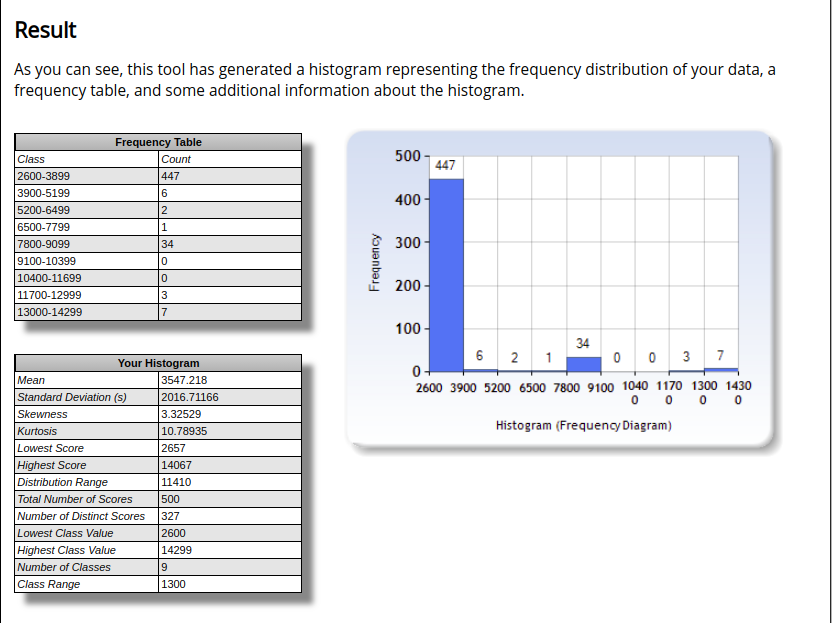 Result
As you can see, this tool has generated a histogram representing the frequency distribution of your data, a
frequency table, and some additional information about the histogram.
Frequency Table
Class Count
2600-3899 447
3900-5199 6
5200-6499 2
6500-7799 1
7800-9099 34
9100-10399 0
10400-11699 0
11700-12999 3
13000-14299 7
Your Histogram
Mean 3547.218
Standard Deviation (s) 2016.71166
Skewness 3.32529
Kurtosis 10.78935
Lowest Score 2657
Highest Score 14067
Distribution Range 11410
Total Number of Scores 500
Number of Distinct Scores 327
Lowest Class Value 2600
Highest Class Value 14299
Number of Classes 9
Class Range 1300
Frequency
500
400
300
200
100
0
447
6 2 1 34 0 0 3 7
2600 3900 5200 6500 7800 9100 1040 1170 1300 1430
0 0 0 0
Histogram (Frequency Diagram)